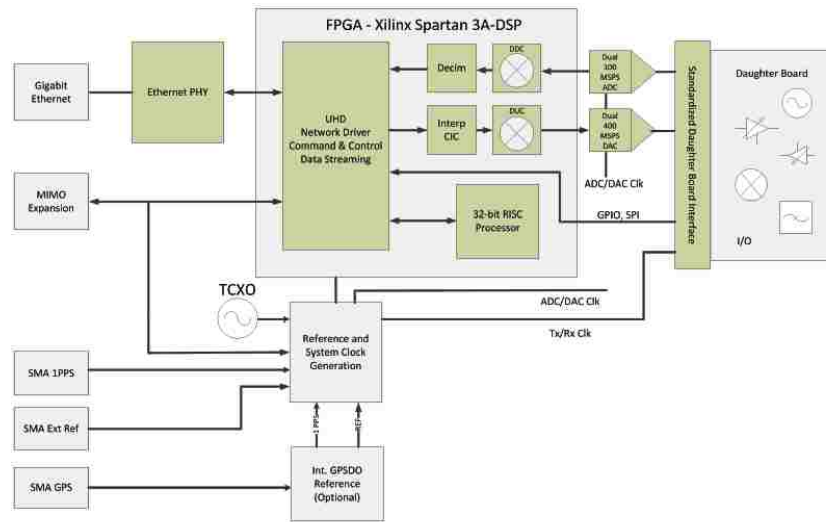 FPGA - Xilinx Spartan 3A-DSP
Gigabit
Ethernet
Ethernet PHY
UHD
Network Driver
Command & Control
Data Streaming
Decim
DDC
Dual
100
MSPS
ADC
Interp
CIC
DUC
Dual
400
MSPS
DAC
ADC/DAC Clk
Standardized Daughter Board Interface
Daughter Board
I/O
MIMO
Expansion
32-bit RISC
Processor
GPIO, SPI
TCXO
ADC/DAC Clk
Tx/Rx Clk
Reference and
System Clock
Generation
SMA 1PPS
SMA Ext Ref
1 PPS
REF
SMA GPS
Int. GPSDO
Reference
(Optional)